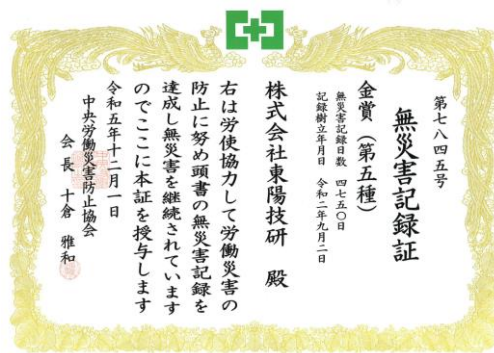 第七八四五号
無災害記録証
金賞（第五種）
無災害記録日数 四七五〇日
記録樹立年月日 令和二年九月二日
株式会社東陽技研 殿
右は労使協力して労働災害の
防止に努め頭書の無災害記録を
達成し無災害を継続されています
のでここに本証を授与します
令和五年十二月一日
中央労働災害防止協会
会長 十倉 雅和